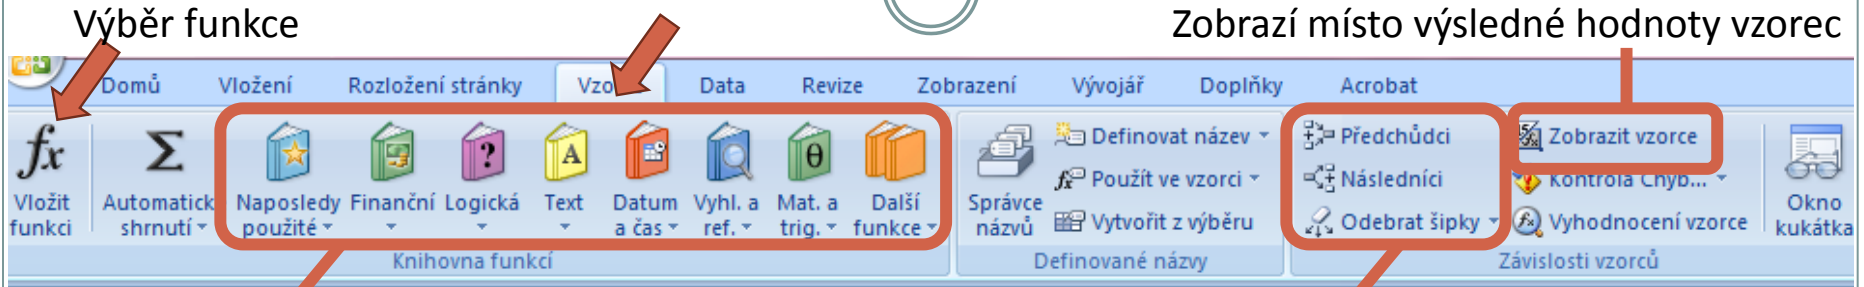 Výběr funkce
Zobrazí místo výsledné hodnoty vzorec
Domů Vložení Rozložení stránky Data Revize Zobrazení Vývojář Doplňky Acrobat
fx Vložit funkci
Σ Automatick shrnutí
Naposledy použité
Finanční
Logická
Text
Datum a čas
Vyhl. a ref.
Mat. a trig.
Další funkce
Knihovna funkcí
Správce názvů
Definovat název
Použít ve vzorci
Vytvořit z výběru
Definované názvy
Předchůdci
Následníci
Odebrat šipky
Zobrazit vzorce
Kontrola Chyb...
Vyhodnocení vzorce
Závislosti vzorců
Okno kukátka